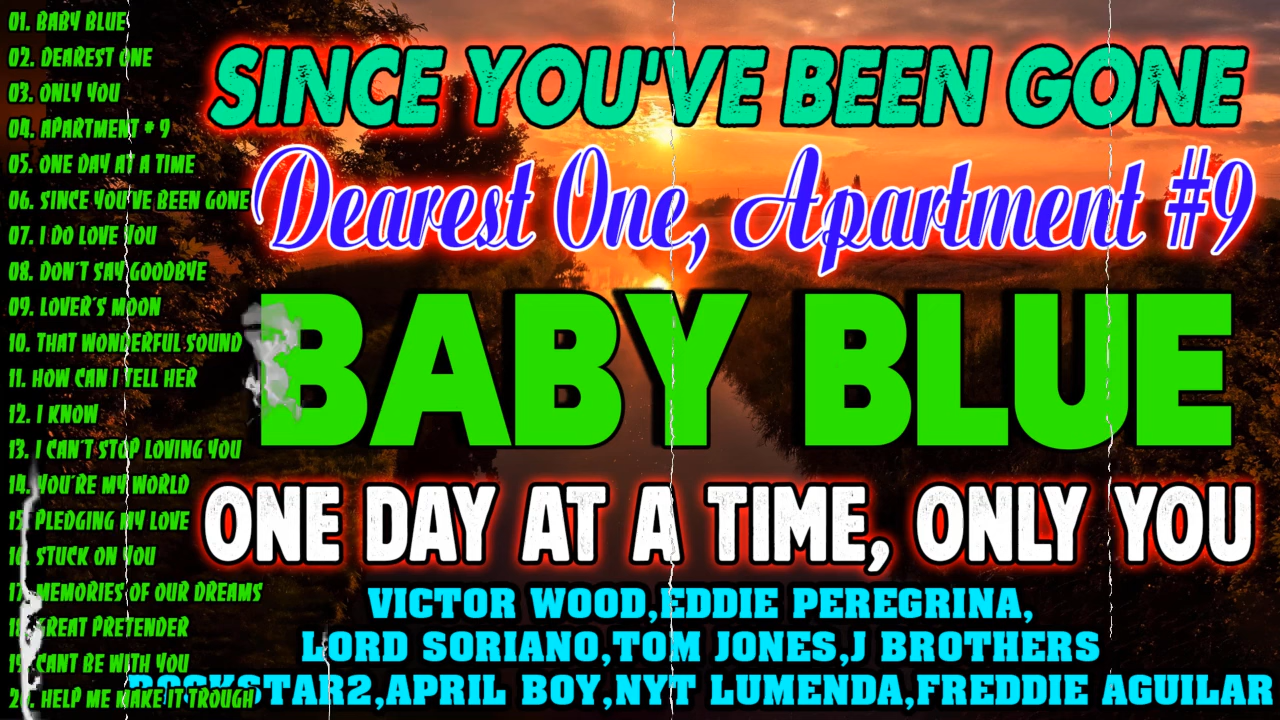 01. BABY BLUE
02. DEAREST ONE
03. ONLY YOU
04. APARTMENT # 9
05. ONE DAY AT A TIME
06. SINCE YOU'VE BEEN GONE
07. I DO LOVE YOU
08. DON'T SAY GOODBYE
09. LOVER'S MOON
10. THAT WONDERFUL SOUND
11. HOW CAN I TELL HER
12. I KNOW
13. I CAN'T STOP LOVING YOU
14. YOU'RE MY WORLD
15. PLEDGING MY LOVE
16. STUCK ON YOU
17. MEMORIES OF OUR DREAMS
18. GREAT PRETENDER
19. CANT BE WITH YOU
20. HELP ME MAKE IT TROUGH
SINCE YOU'VE BEEN GONE
Dearest One, Apartment #9
BABY BLUE
ONE DAY AT A TIME, ONLY YOU
VICTOR WOOD,EDDIE PEREGRINA,
LORD SORIANO,TOM JONES,J BROTHERS
ROCKSTAR2,APRIL BOY,NYT LUMENDA,FREDDIE AGUILAR